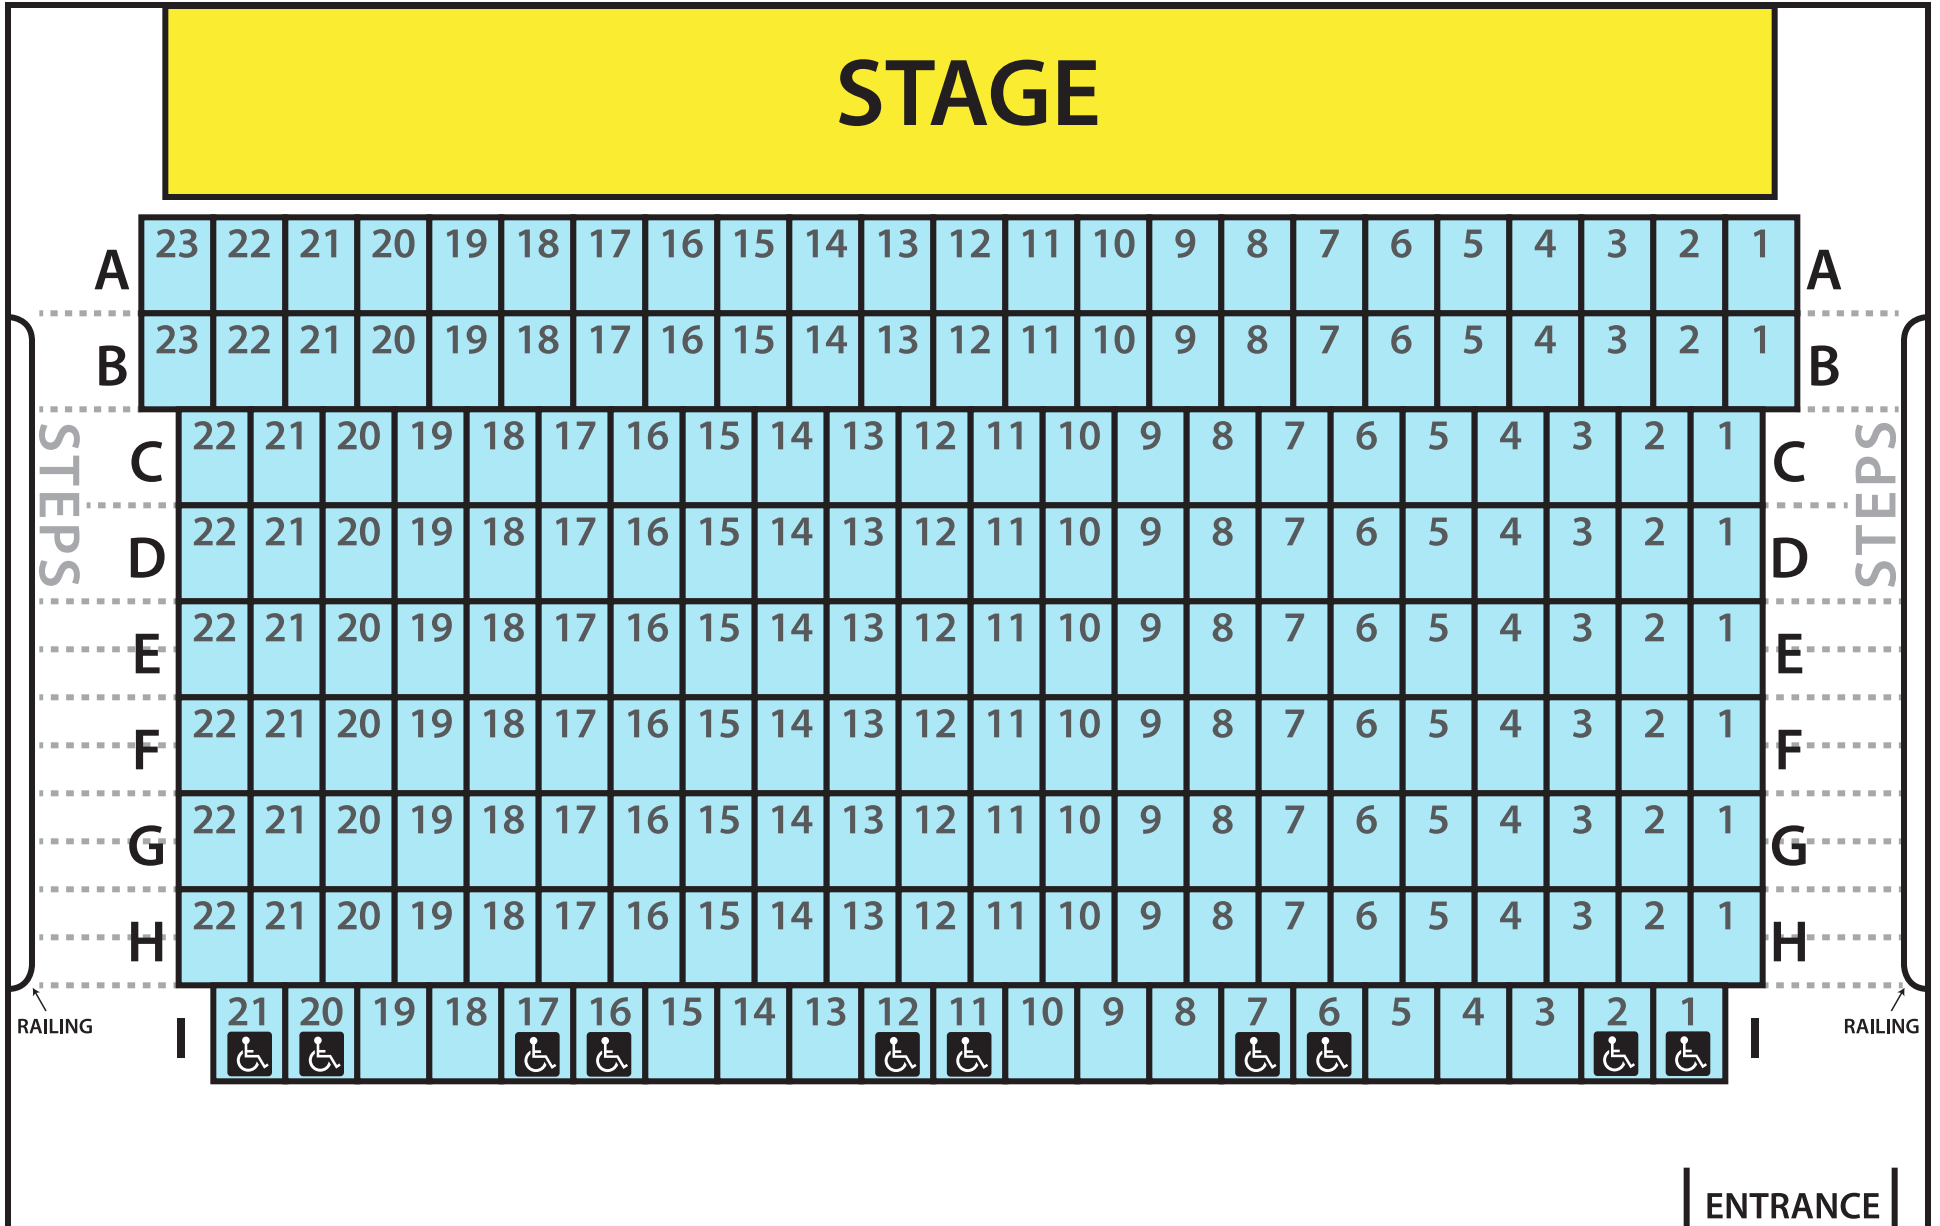 STAGE
A 23 22 21 20 19 18 17 16 15 14 13 12 11 10 9 8 7 6 5 4 3 2 1 A
B 23 22 21 20 19 18 17 16 15 14 13 12 11 10 9 8 7 6 5 4 3 2 1 B
STEPS
C 22 21 20 19 18 17 16 15 14 13 12 11 10 9 8 7 6 5 4 3 2 1 C
STEPS
D 22 21 20 19 18 17 16 15 14 13 12 11 10 9 8 7 6 5 4 3 2 1 D
E 22 21 20 19 18 17 16 15 14 13 12 11 10 9 8 7 6 5 4 3 2 1 E
F 22 21 20 19 18 17 16 15 14 13 12 11 10 9 8 7 6 5 4 3 2 1 F
G 22 21 20 19 18 17 16 15 14 13 12 11 10 9 8 7 6 5 4 3 2 1 G
H 22 21 20 19 18 17 16 15 14 13 12 11 10 9 8 7 6 5 4 3 2 1 H
RAILING
I 21 20 19 18 17 16 15 14 13 12 11 10 9 8 7 6 5 4 3 2 1 I
RAILING
ENTRANCE